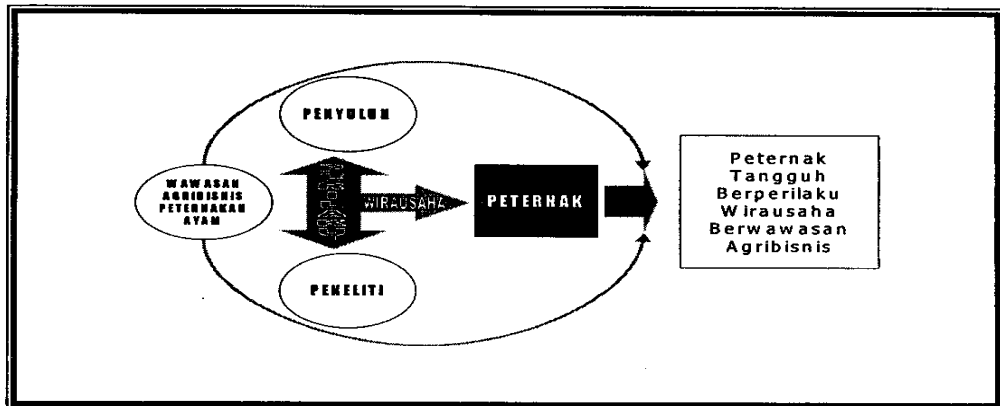 PENYULUH
WAWASAN
AGRIBISNIS
PETERNAKAN
AYAM
WIRAUSAHA
PETERNAK
PENELITI
Peternak
Tangguh
Berperilaku
Wirausaha
Berwawasan
Agribisnis